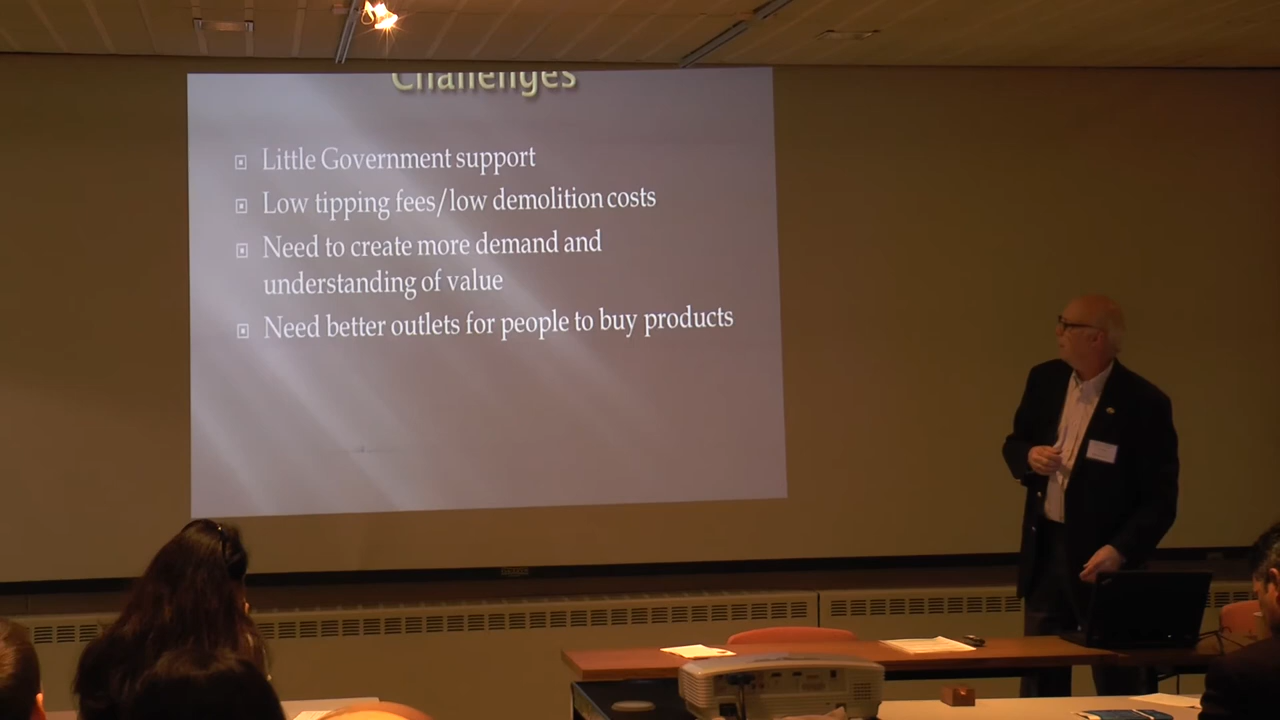 Challenges
Little Government support
Low tipping fees/low demolition costs
Need to create more demand and
understanding of value
Need better outlets for people to buy products